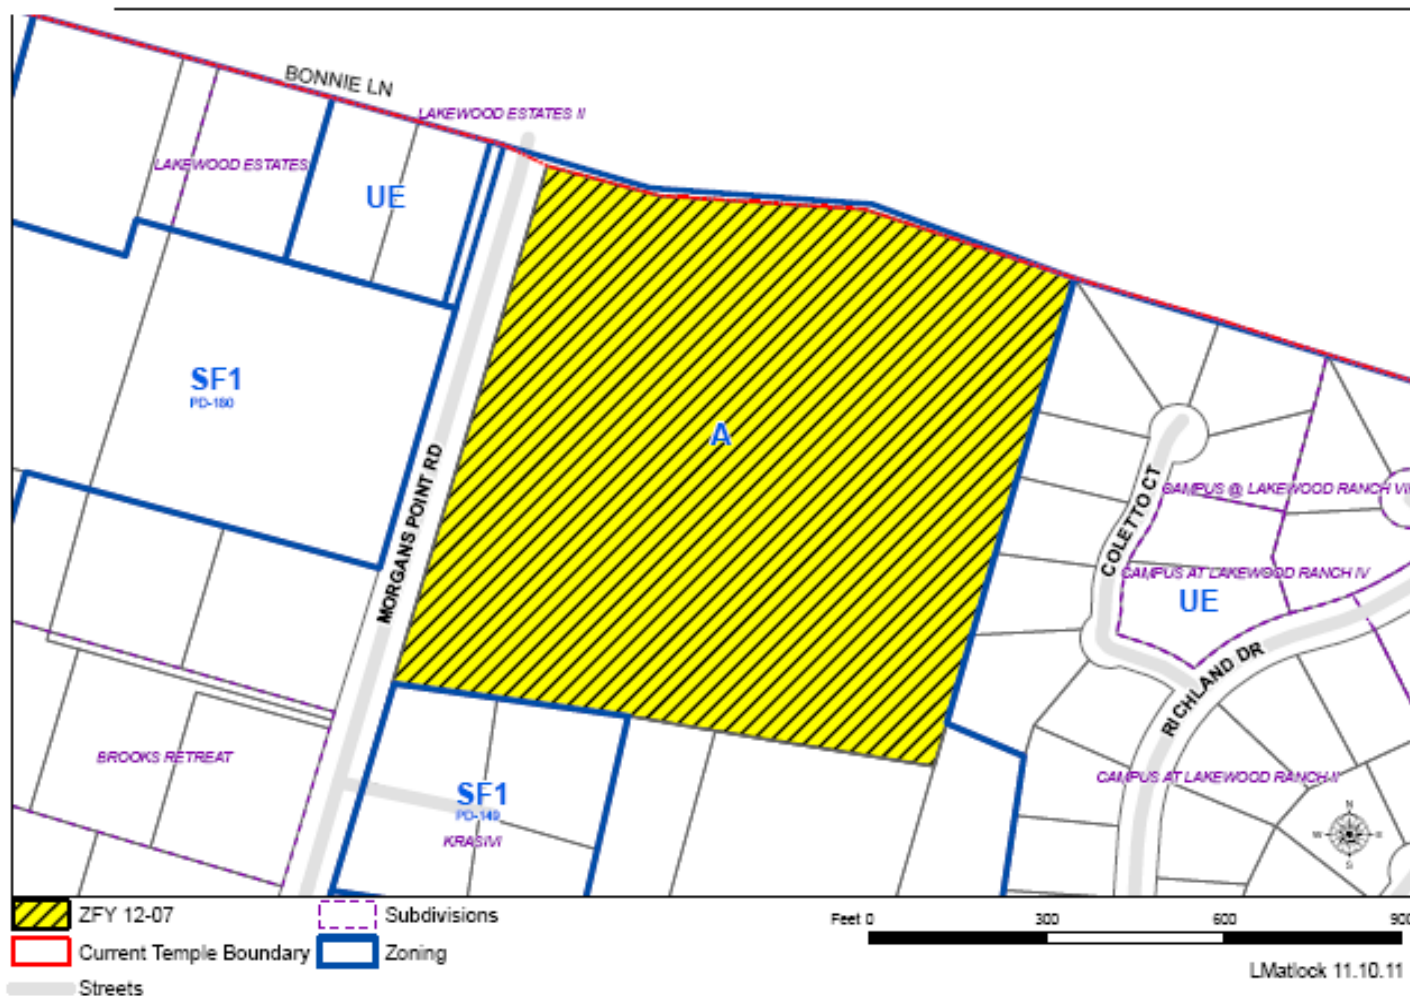 BONNIE LN
LAKEWOOD ESTATES II
LAKEWOOD ESTATES
UE
SF1
PD-180
A
MORGANS POINT RD
COLETTO CT
CAMPUS @ LAKEWOOD RANCH VII
CAMPUS AT LAKEWOOD RANCH IV
UE
RICHLAND DR
BROOKS RETREAT
SF1
PD-149
KRASIVI
CAMPUS AT LAKEWOOD RANCH II
N
W E
S
ZFY 12-07
Subdivisions
Feet 0 300 600 900
Current Temple Boundary
Zoning
LMatlock 11.10.11
Streets